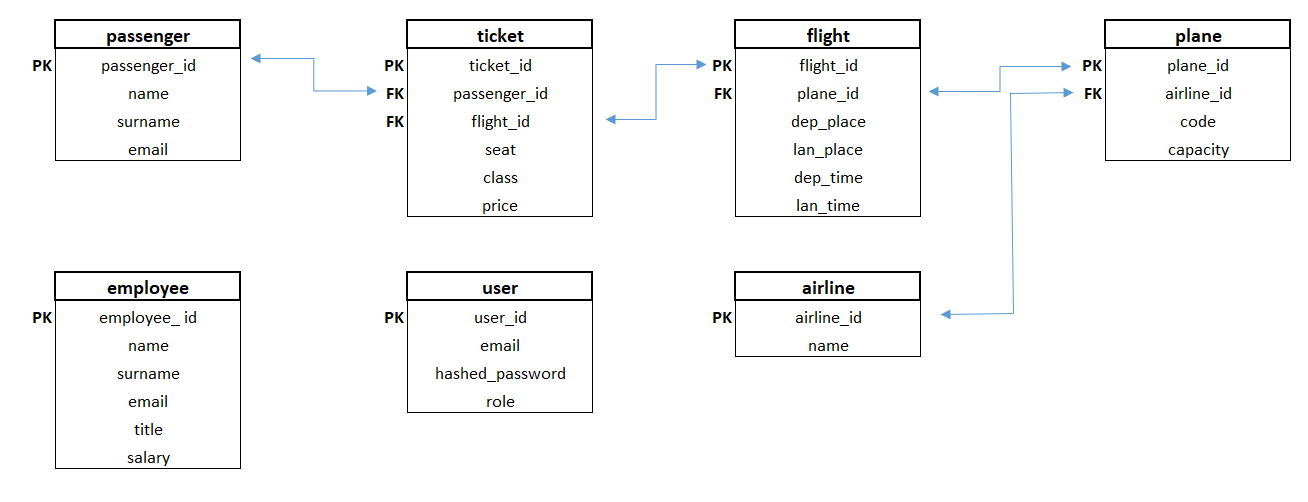 passenger
PK passenger_id
name
surname
email
ticket
PK ticket_id
FK passenger_id
FK flight_id
seat
class
price
flight
PK flight_id
FK plane_id
dep_place
lan_place
dep_time
lan_time
plane
PK plane_id
FK airline_id
code
capacity
employee
PK employee_ id
name
surname
email
title
salary
user
PK user_id
email
hashed_password
role
airline
PK airline_id
name